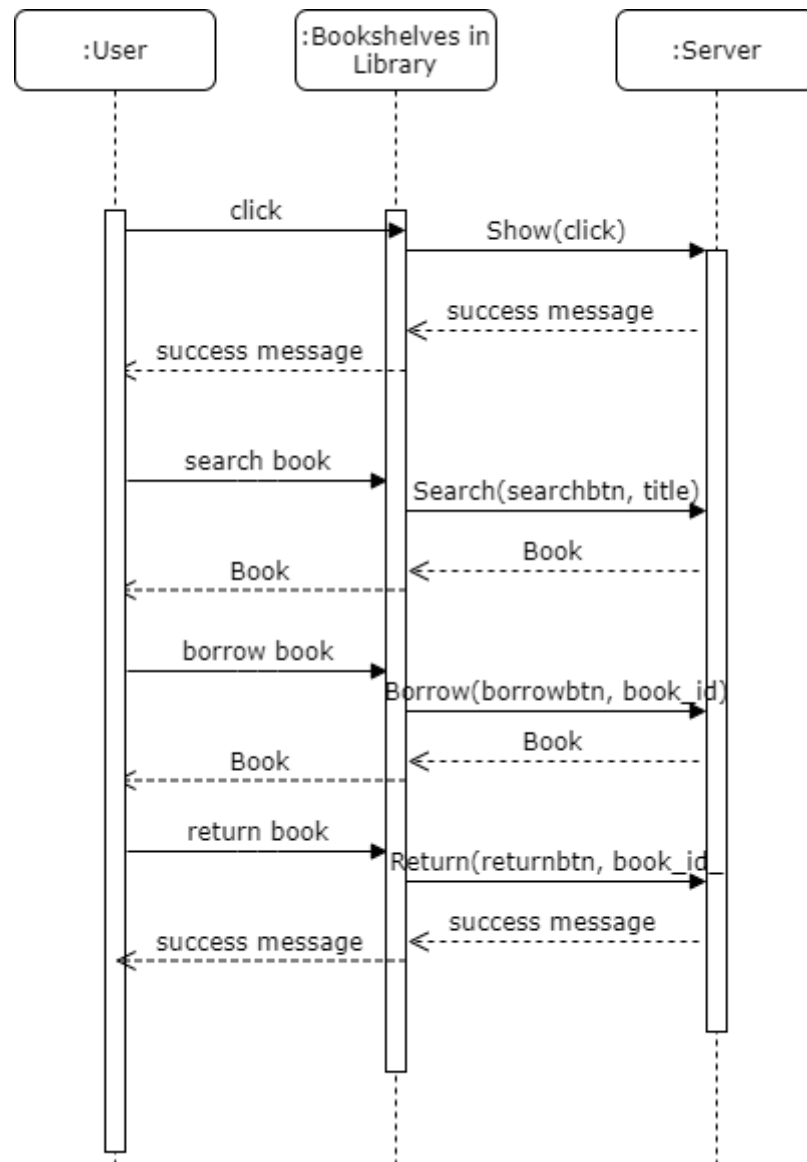 :User
:Bookshelves in
Library
:Server
click
Show(click)
success message
success message
search book
Search(searchbtn, title)
Book
Book
borrow book
Borrow(borrowbtn, book_id)
Book
Book
return book
Return(returnbtn, book_id_
success message
success message